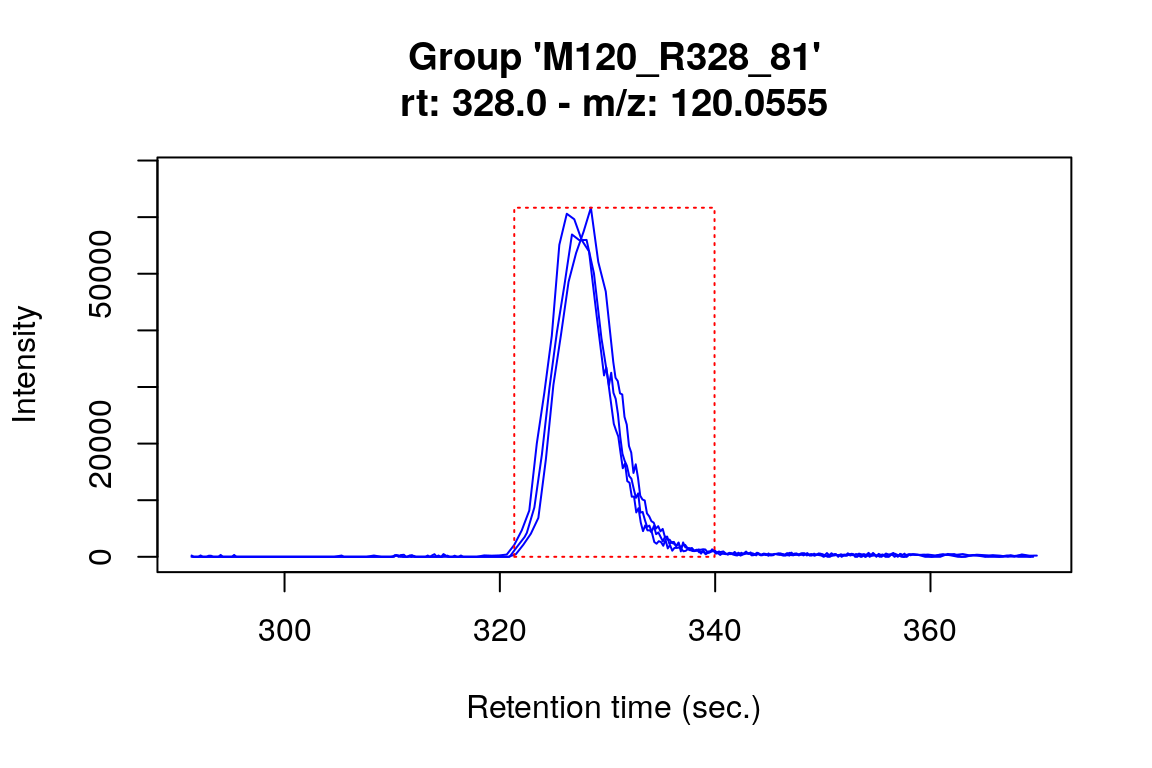 Group 'M120_R328_81'
rt: 328.0 - m/z: 120.0555
Intensity
50000
20000
0
300 320 340 360
Retention time (sec.)